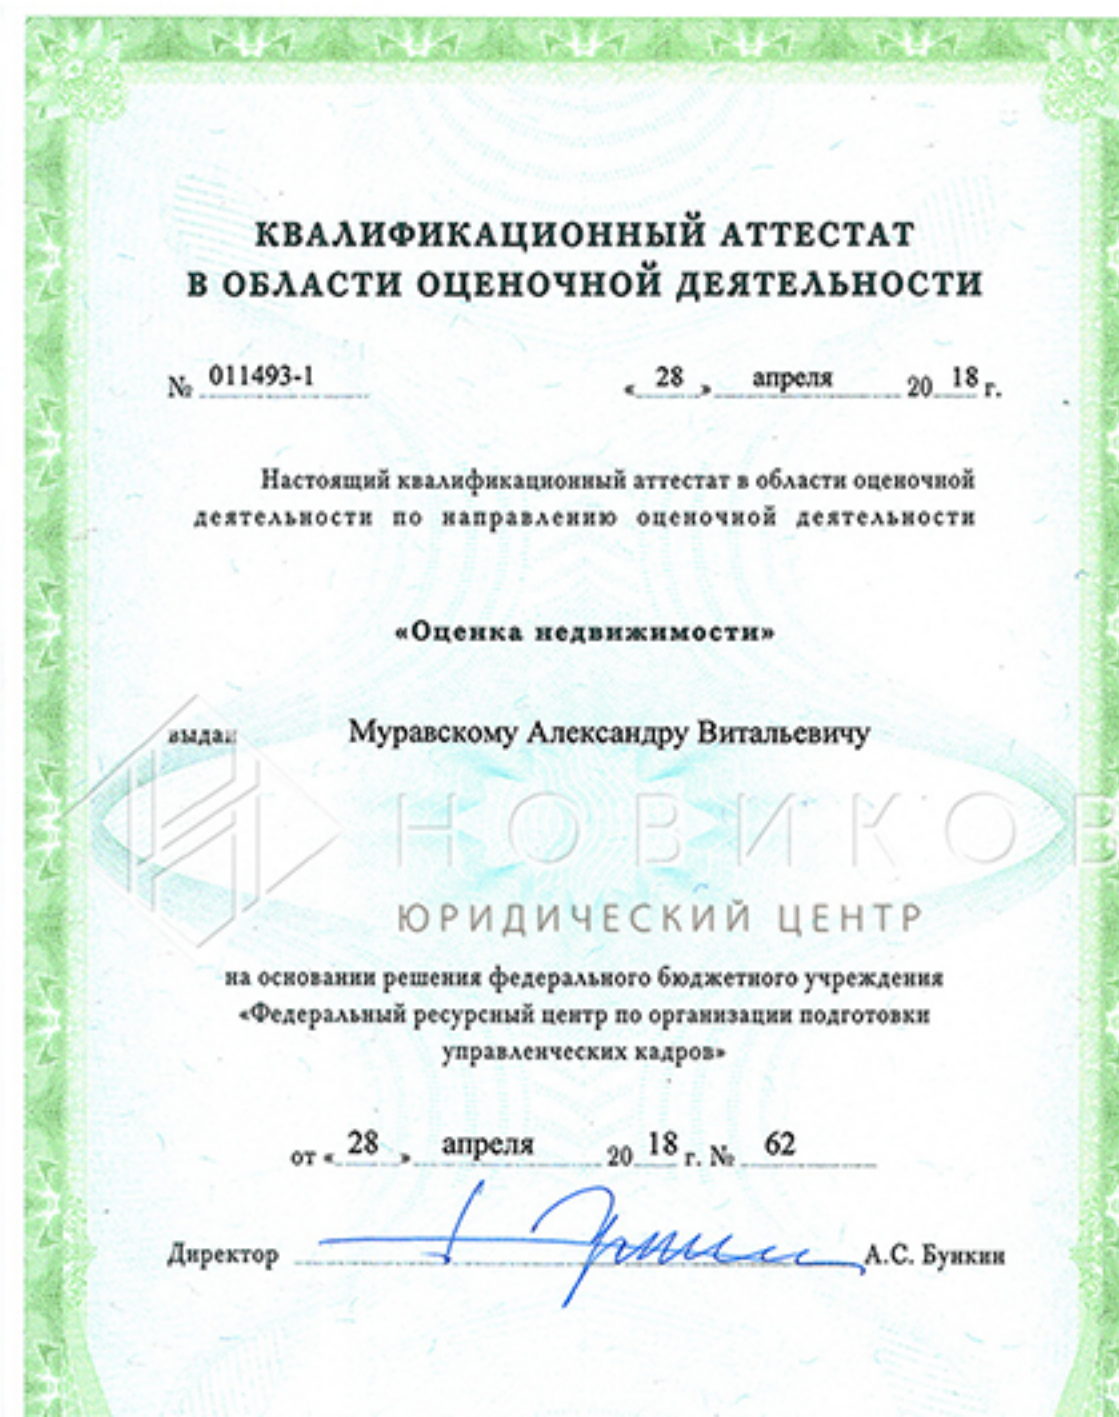 КВАЛИФИКАЦИОННЫЙ АТТЕСТАТ
В ОБЛАСТИ ОЦЕНОЧНОЙ ДЕЯТЕЛЬНОСТИ
№ 011493-1 « 28 » апреля 20 18 г.
Настоящий квалификационный аттестат в области оценочной
деятельности по направлению оценочной деятельности
«Оценка недвижимости»
выдан Муравскому Александру Витальевичу
НОВИКОВ
ЮРИДИЧЕСКИЙ ЦЕНТР
на основании решения федерального бюджетного учреждения
«Федеральный ресурсный центр по организации подготовки
управленческих кадров»
от « 28 » апреля 20 18 г. № 62
Директор А.С. Бункин